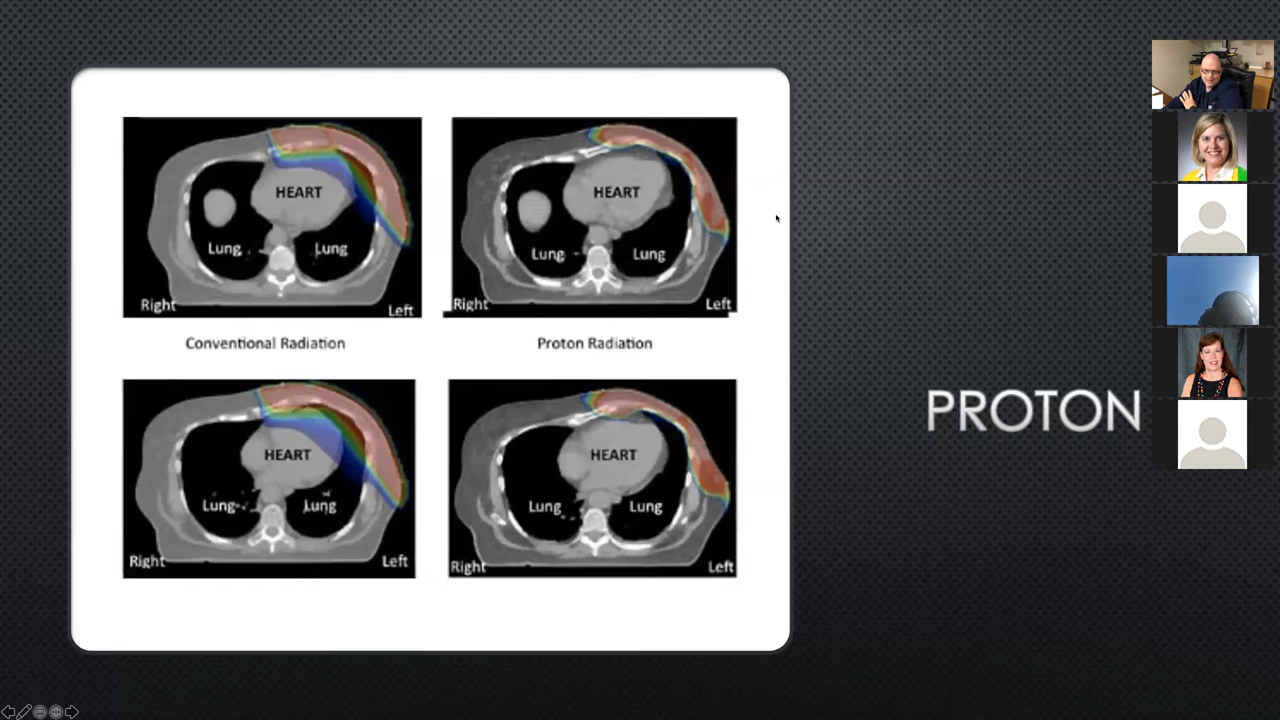 HEART
Lung
Lung
Right
Left
HEART
Lung
Lung
Right
Left
Conventional Radiation
Proton Radiation
HEART
Lung
Lung
Right
Left
HEART
Lung
Lung
Right
Left
PROTON